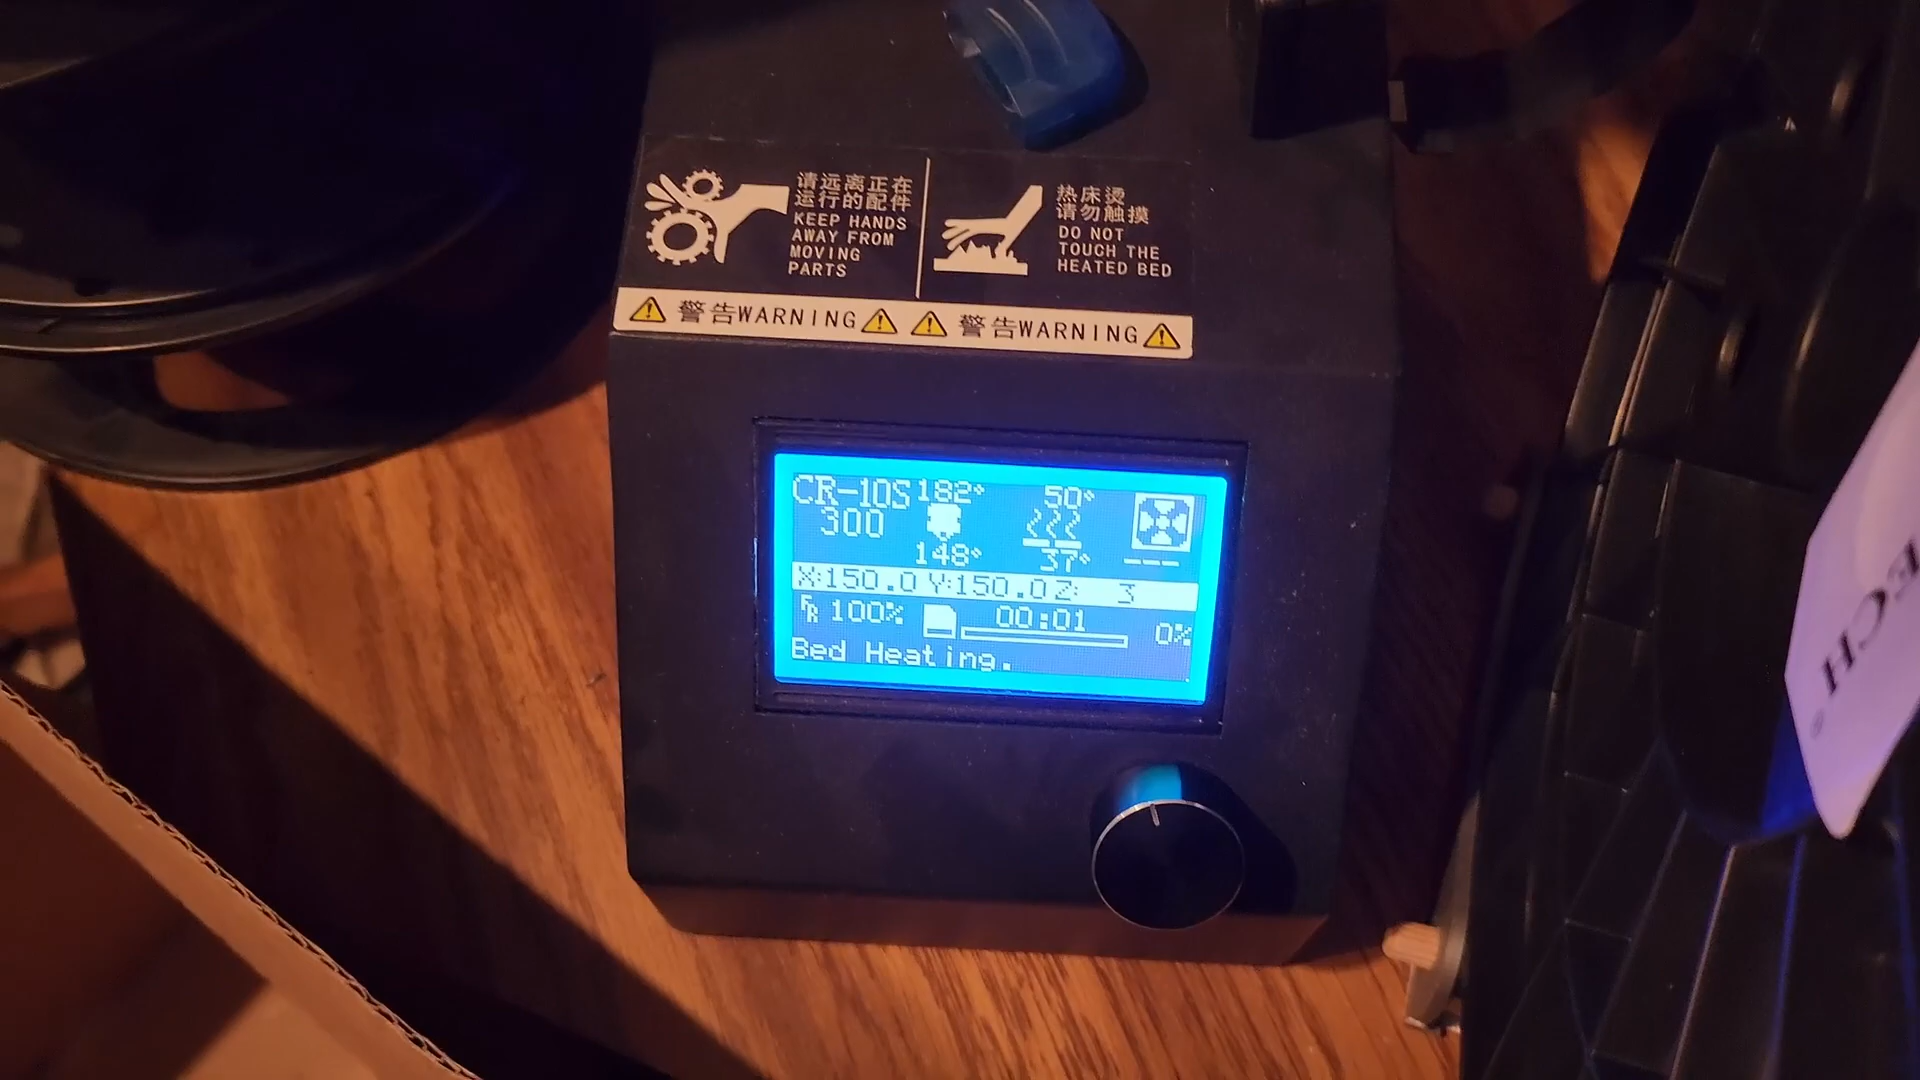 请远离正在
运行的配件
KEEP HANDS
AWAY FROM
MOVING
PARTS
热床烫
请勿触摸
DO NOT
TOUCH THE
HEATED BED
警告WARNING
警告WARNING
CR-10S 182° 50°
300
148° 37° ---
X:150.0 Y:150.0 Z: 3
FR 100% 00:01 0%
Bed Heating.
ECH